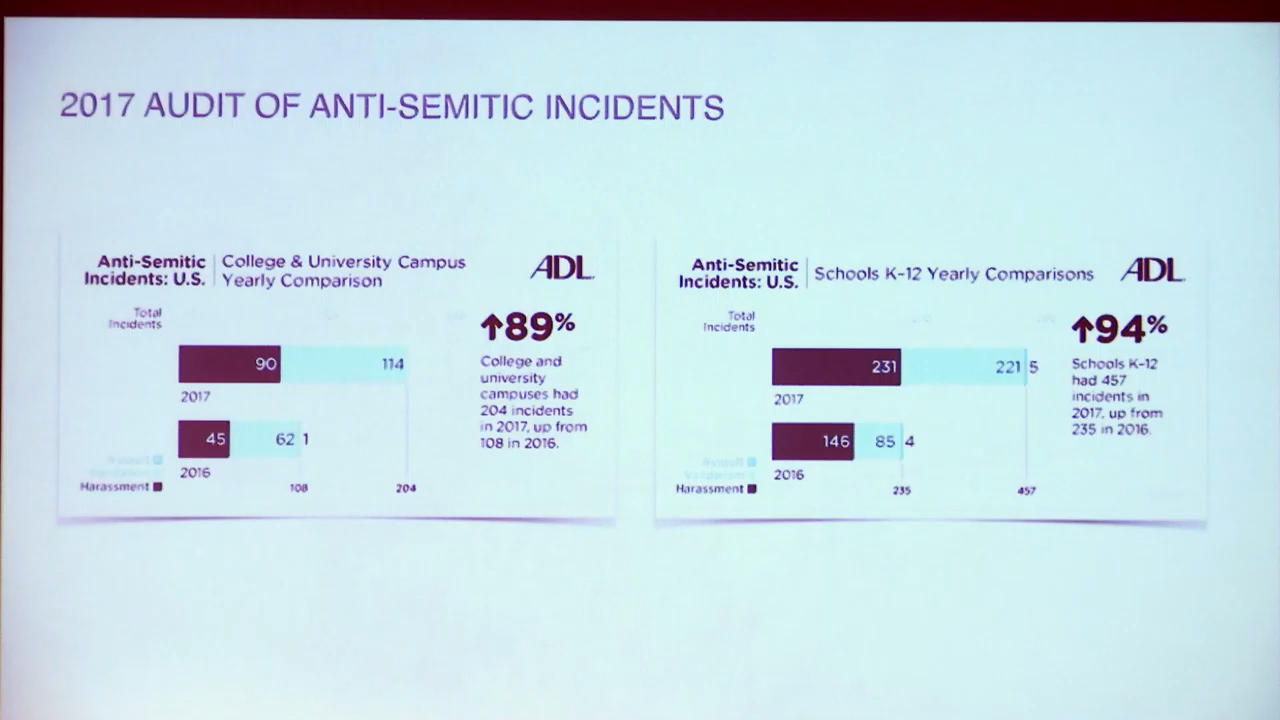 2017 AUDIT OF ANTI-SEMITIC INCIDENTS
Anti-Semitic
Incidents: U.S.
College & University Campus
Yearly Comparison
ADL
Total
Incidents
90 114
2017
45 62 1
2016
Harassment
108 204
↑89%
College and
university
campuses had
204 incidents
in 2017, up from
108 in 2016.
Anti-Semitic
Incidents: U.S.
Schools K-12 Yearly Comparisons
ADL
Total
Incidents
231 221 5
2017
146 85 4
2016
Assault
Vandalism
Harassment
235 457
↑94%
Schools K-12
had 457
incidents in
2017, up from
235 in 2016.